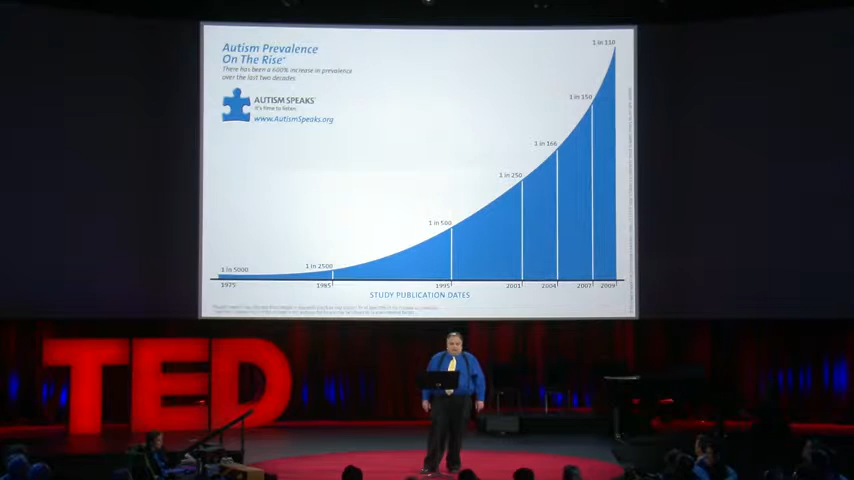 Autism Prevalence
On The Rise*
There has been a 600% increase in prevalence
over the last two decades
AUTISM SPEAKS
It's time to listen.
www.AutismSpeaks.org
1 in 110
1 in 150
1 in 166
1 in 250
1 in 500
1 in 2500
1 in 5000
1975
1985
1995
2001
2004
2007
2009
STUDY PUBLICATION DATES
TED